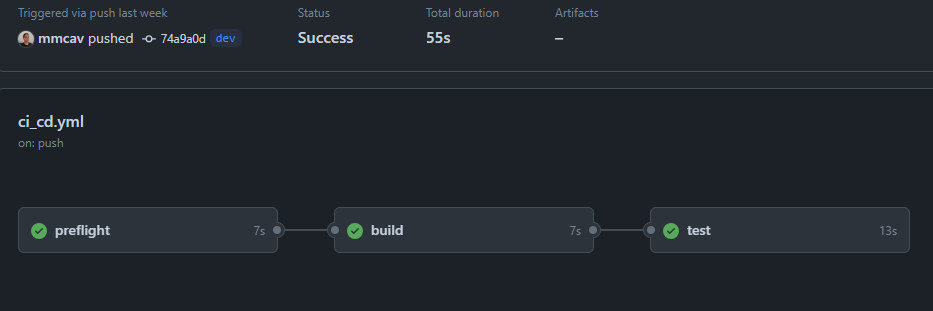 Triggered via push last week
mmcav pushed 74a9a0d dev
Status
Success
Total duration
55s
Artifacts
–
ci_cd.yml
on: push
preflight 7s
build 7s
test 13s